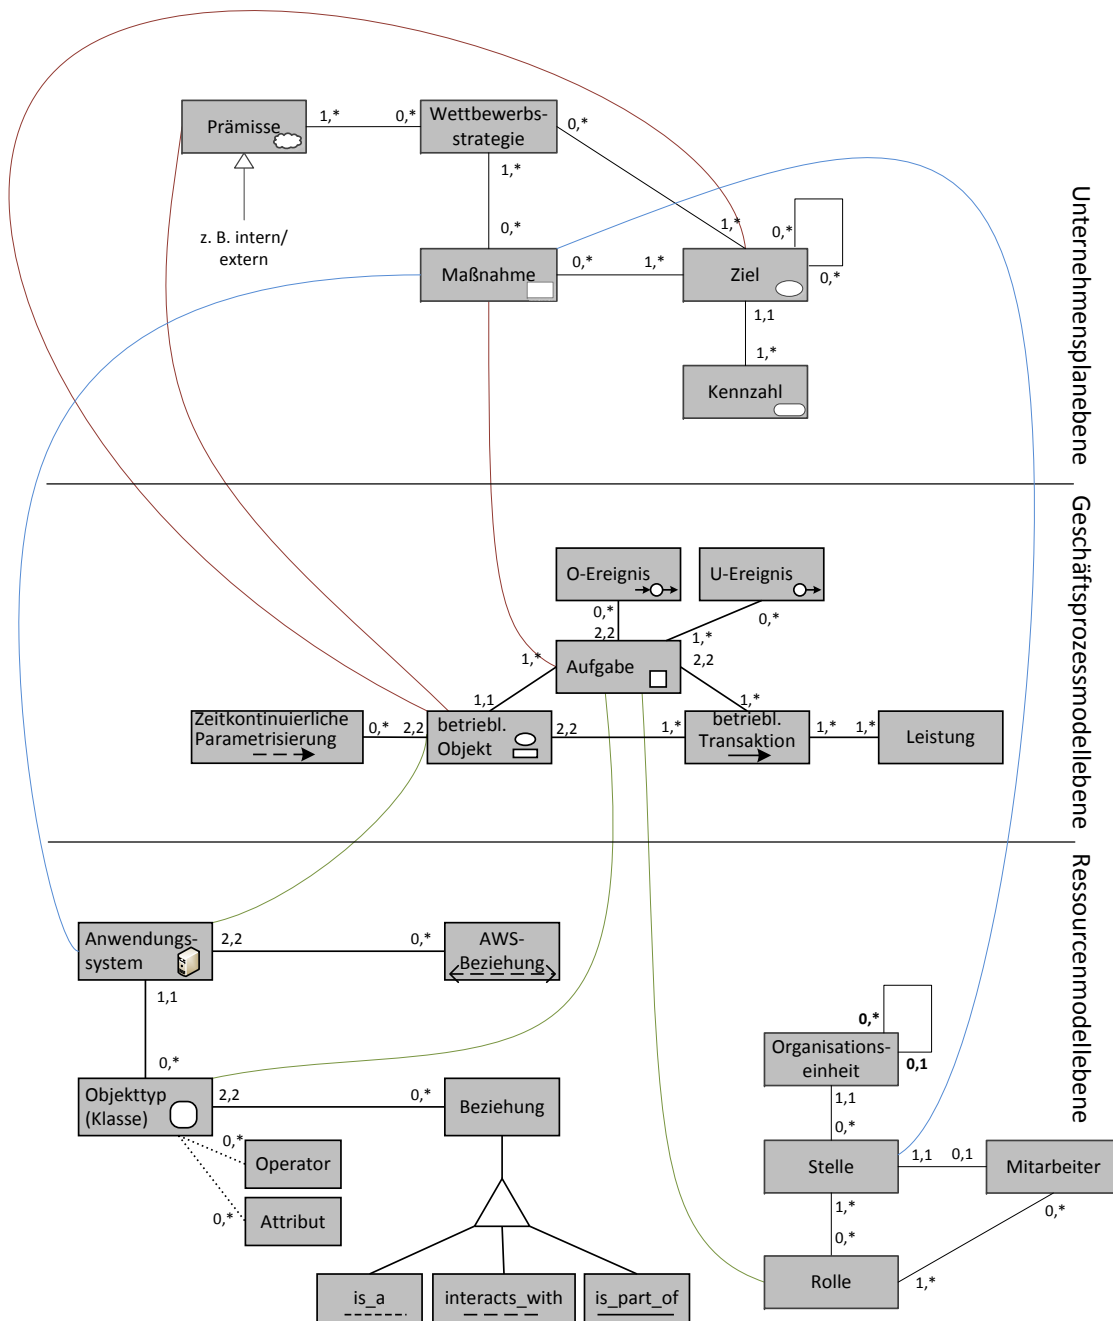 Prämisse
1,*
0,*
Wettbewerbs-
strategie
0,*
1,*
z. B. intern/
extern
0,*
1,*
0,*
0,*
Maßnahme
0,*
1,*
Ziel
1,1
1,*
Kennzahl
Unternehmensplanebene
O-Ereignis
U-Ereignis
0,*
0,*
2,2
1,*
1,*
Aufgabe
2,2
1,1
1,*
Zeitkontinuierliche
Parametrisierung
0,*
2,2
betriebl.
Objekt
2,2
1,*
betriebl.
Transaktion
1,*
1,*
Leistung
Geschäftsprozessmodellebene
Anwendungs-
system
2,2
0,*
AWS-
Beziehung
1,1
0,*
Objekttyp
(Klasse)
2,2
0,*
Beziehung
0,*
Operator
0,*
Attribut
is_a
interacts_with
is_part_of
0,*
0,1
Organisations-
einheit
1,1
0,*
Stelle
1,1
0,1
Mitarbeiter
1,*
0,*
0,*
Rolle
1,*
Ressourcenmodellebene